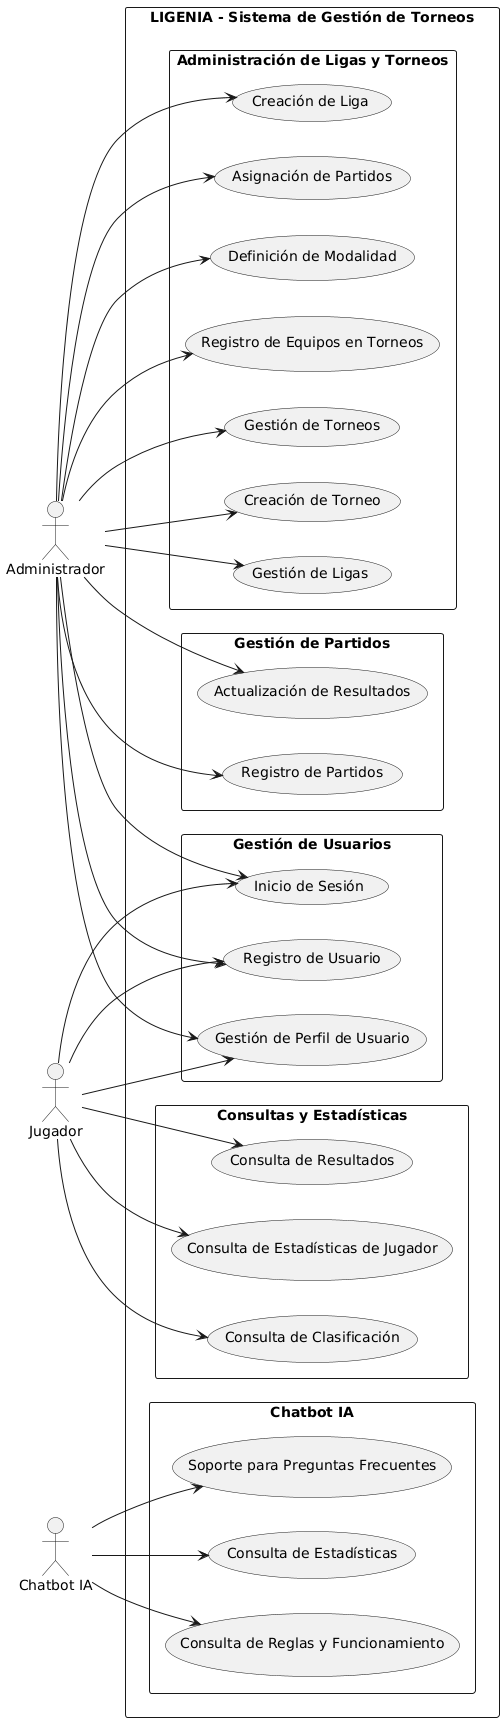 LIGENIA - Sistema de Gestión de Torneos
Administración de Ligas y Torneos
Creación de Liga
Asignación de Partidos
Definición de Modalidad
Registro de Equipos en Torneos
Gestión de Torneos
Creación de Torneo
Gestión de Ligas
Administrador
Gestión de Partidos
Actualización de Resultados
Registro de Partidos
Gestión de Usuarios
Inicio de Sesión
Registro de Usuario
Gestión de Perfil de Usuario
Jugador
Consultas y Estadísticas
Consulta de Resultados
Consulta de Estadísticas de Jugador
Consulta de Clasificación
Chatbot IA
Soporte para Preguntas Frecuentes
Consulta de Estadísticas
Chatbot IA
Consulta de Reglas y Funcionamiento